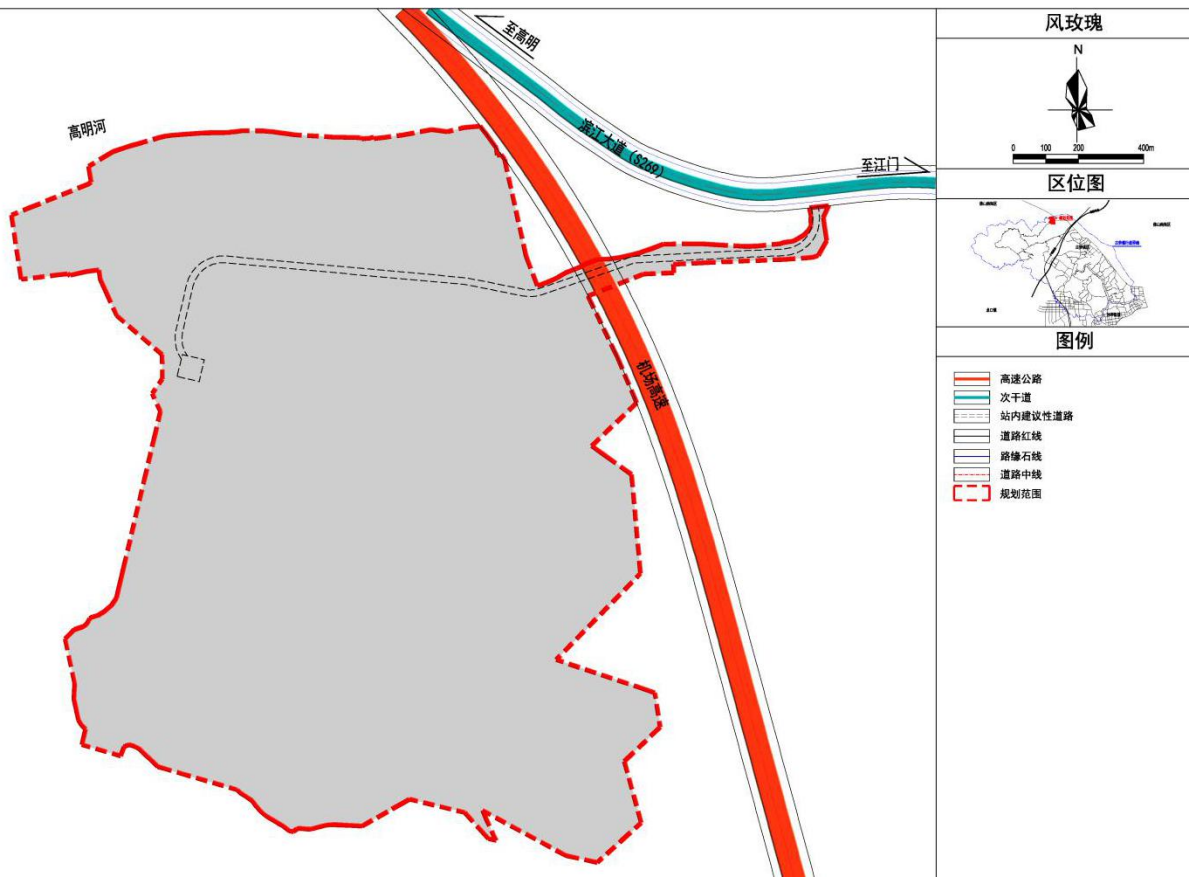 至高明
高明河
滨江大道（S269）
至江门
机场高速
风玫瑰
N
0 100 200 400m
区位图
图例
高速公路
次干道
站内建议性道路
道路红线
路缘石线
道路中线
规划范围